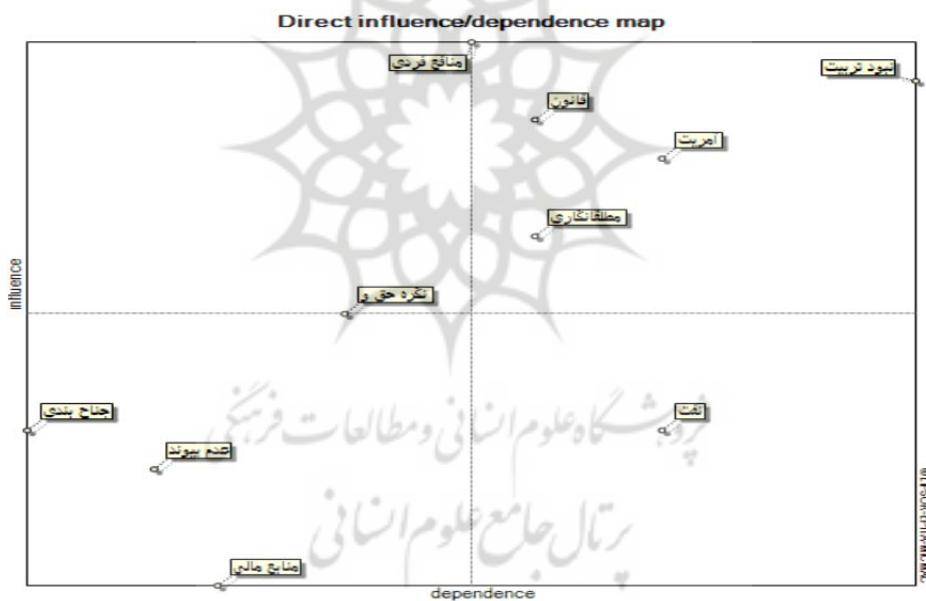 Direct influence/dependence map
منافع فردی
نبود تربیت
قانون
امریت
مطلقانگاری
نگره حق و
influence
جناح بندی
نفت
عدم پیوند
پژوهشگاه علوم انسانی و مطالعات فرهنگی
پرتال جامع علوم انسانی
منابع مالی
dependence